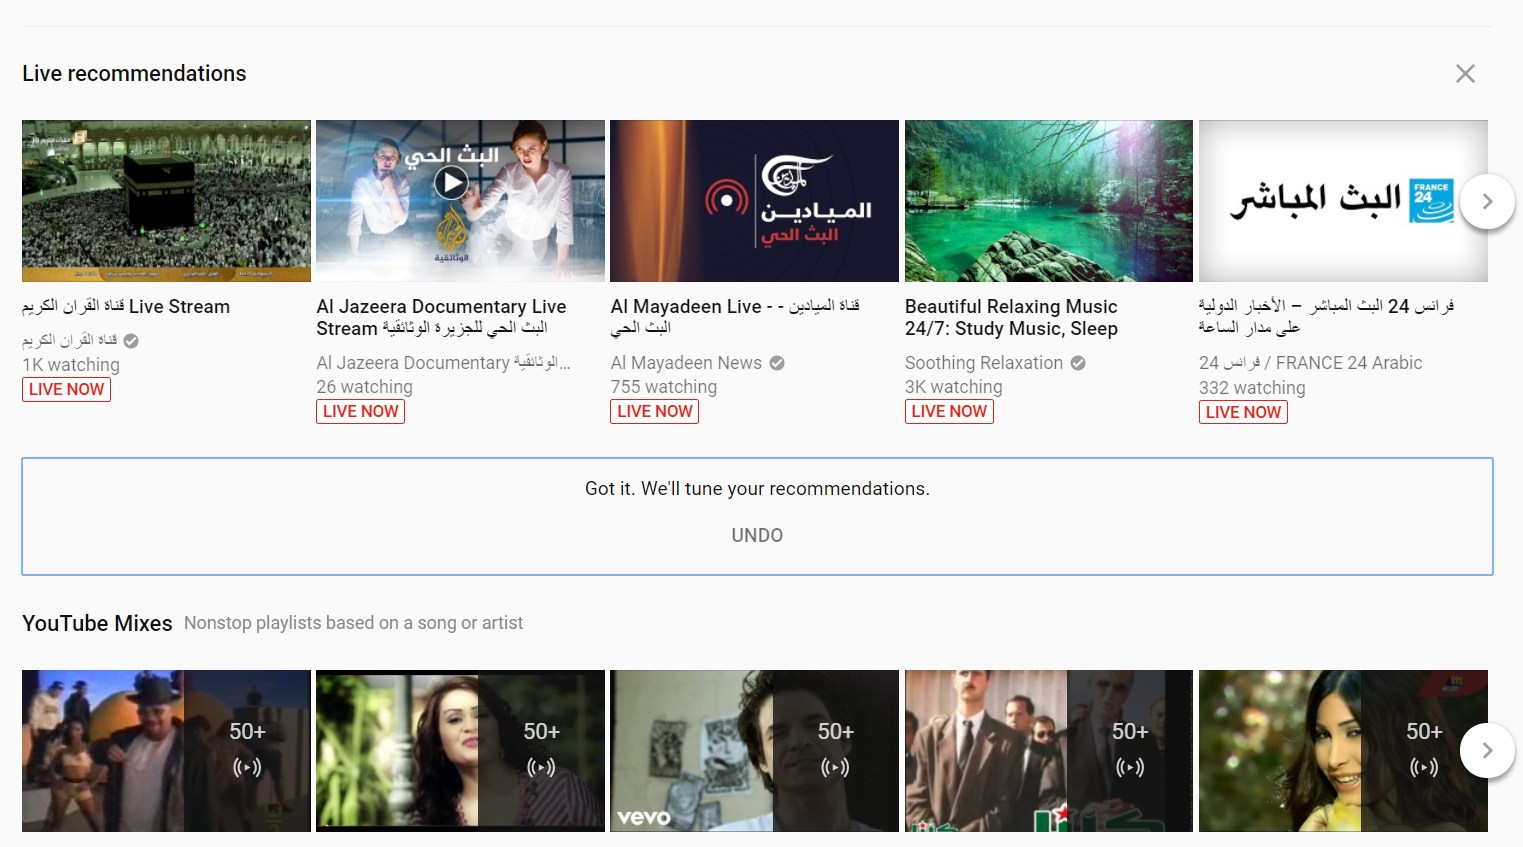 Live recommendations
البث الحي
الوثائقية
الميادين
البث الحي
البث المباشر
FRANCE
24
قناة القرآن الكريم Live Stream
قناة القرآن الكريم
1K watching
LIVE NOW
Al Jazeera Documentary Live
Stream البث الحي للجزيرة الوثائقية
Al Jazeera Documentary الوثائقية...
26 watching
LIVE NOW
Al Mayadeen Live - - قناة الميادين
البث الحي
Al Mayadeen News
755 watching
LIVE NOW
Beautiful Relaxing Music
24/7: Study Music, Sleep
Soothing Relaxation
3K watching
LIVE NOW
فرانس 24 البث المباشر – الأخبار الدولية
على مدار الساعة
فرانس 24 / FRANCE 24 Arabic
332 watching
LIVE NOW
Got it. We'll tune your recommendations.
UNDO
YouTube Mixes Nonstop playlists based on a song or artist
50+
50+
50+
vevo
50+
50+